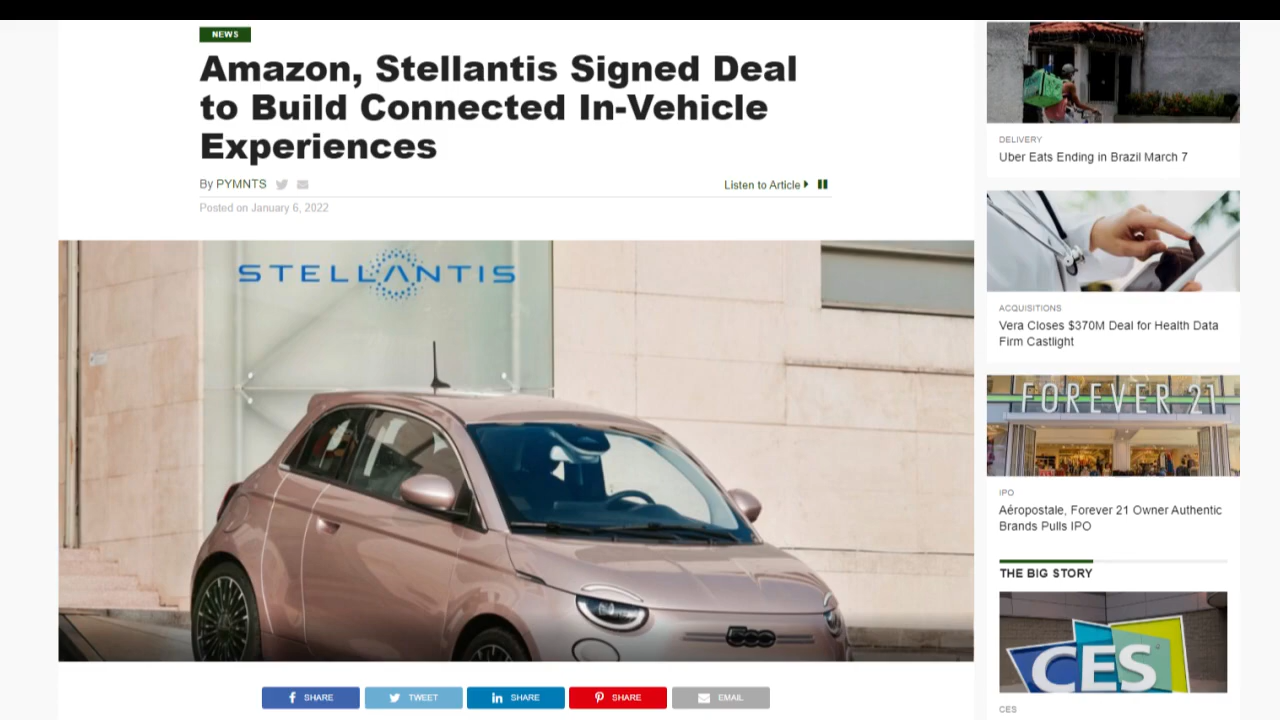 NEWS
Amazon, Stellantis Signed Deal
to Build Connected In-Vehicle
Experiences
By PYMNTS
Listen to Article
Posted on January 6, 2022
STELLANTIS
500
SHARE
TWEET
in SHARE
SHARE
EMAIL
DELIVERY
Uber Eats Ending in Brazil March 7
ACQUISITIONS
Vera Closes $370M Deal for Health Data
Firm Castlight
FOREVER 21
IPO
Aéropostale, Forever 21 Owner Authentic
Brands Pulls IPO
THE BIG STORY
CES
CES